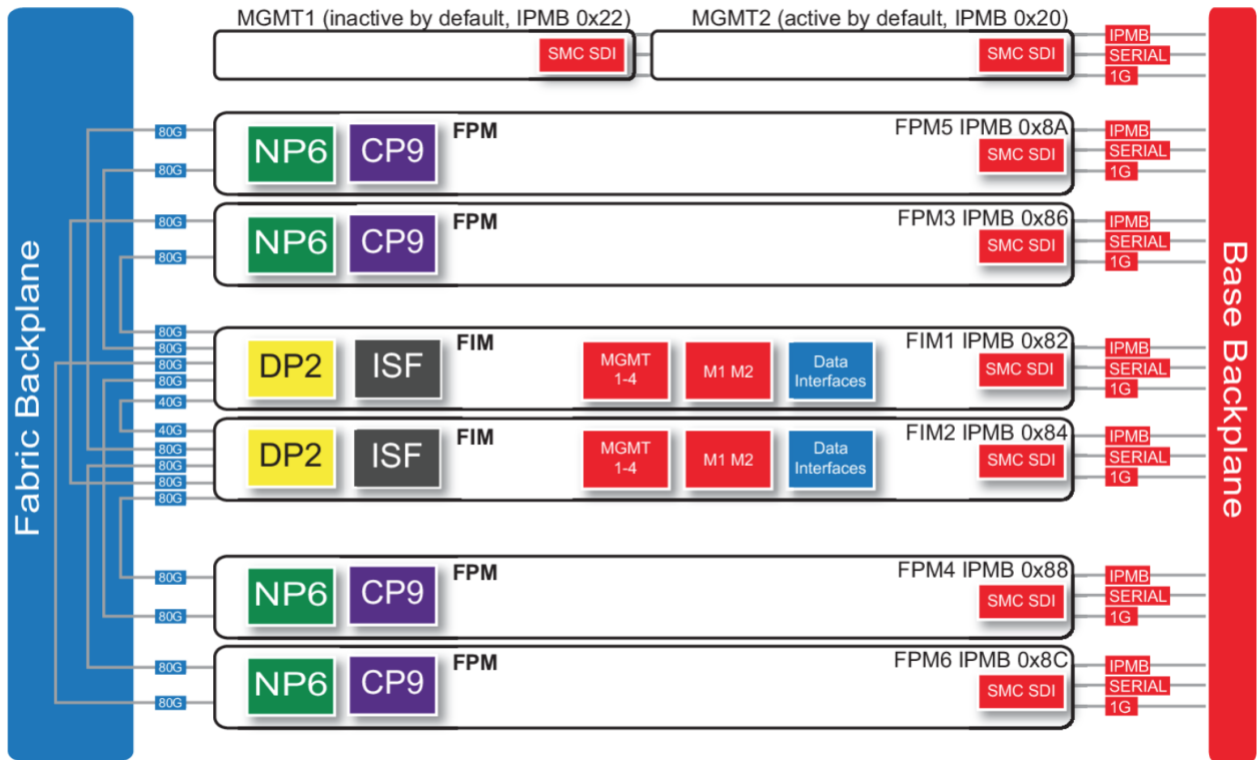 MGMT1 (inactive by default, IPMB 0x22)
MGMT2 (active by default, IPMB 0x20)
SMC SDI
SMC SDI
IPMB
SERIAL
1G
80G
80G
NP6
CP9
FPM
FPM5 IPMB 0x8A
SMC SDI
IPMB
SERIAL
1G
80G
80G
NP6
CP9
FPM
FPM3 IPMB 0x86
SMC SDI
IPMB
SERIAL
1G
80G
80G
80G
80G
40G
DP2
ISF
FIM
MGMT
1-4
M1 M2
Data
Interfaces
FIM1 IPMB 0x82
SMC SDI
IPMB
SERIAL
1G
40G
80G
80G
80G
80G
DP2
ISF
FIM
MGMT
1-4
M1 M2
Data
Interfaces
FIM2 IPMB 0x84
SMC SDI
IPMB
SERIAL
1G
80G
80G
NP6
CP9
FPM
FPM4 IPMB 0x88
SMC SDI
IPMB
SERIAL
1G
80G
80G
NP6
CP9
FPM
FPM6 IPMB 0x8C
SMC SDI
IPMB
SERIAL
1G
Fabric Backplane
Base Backplane